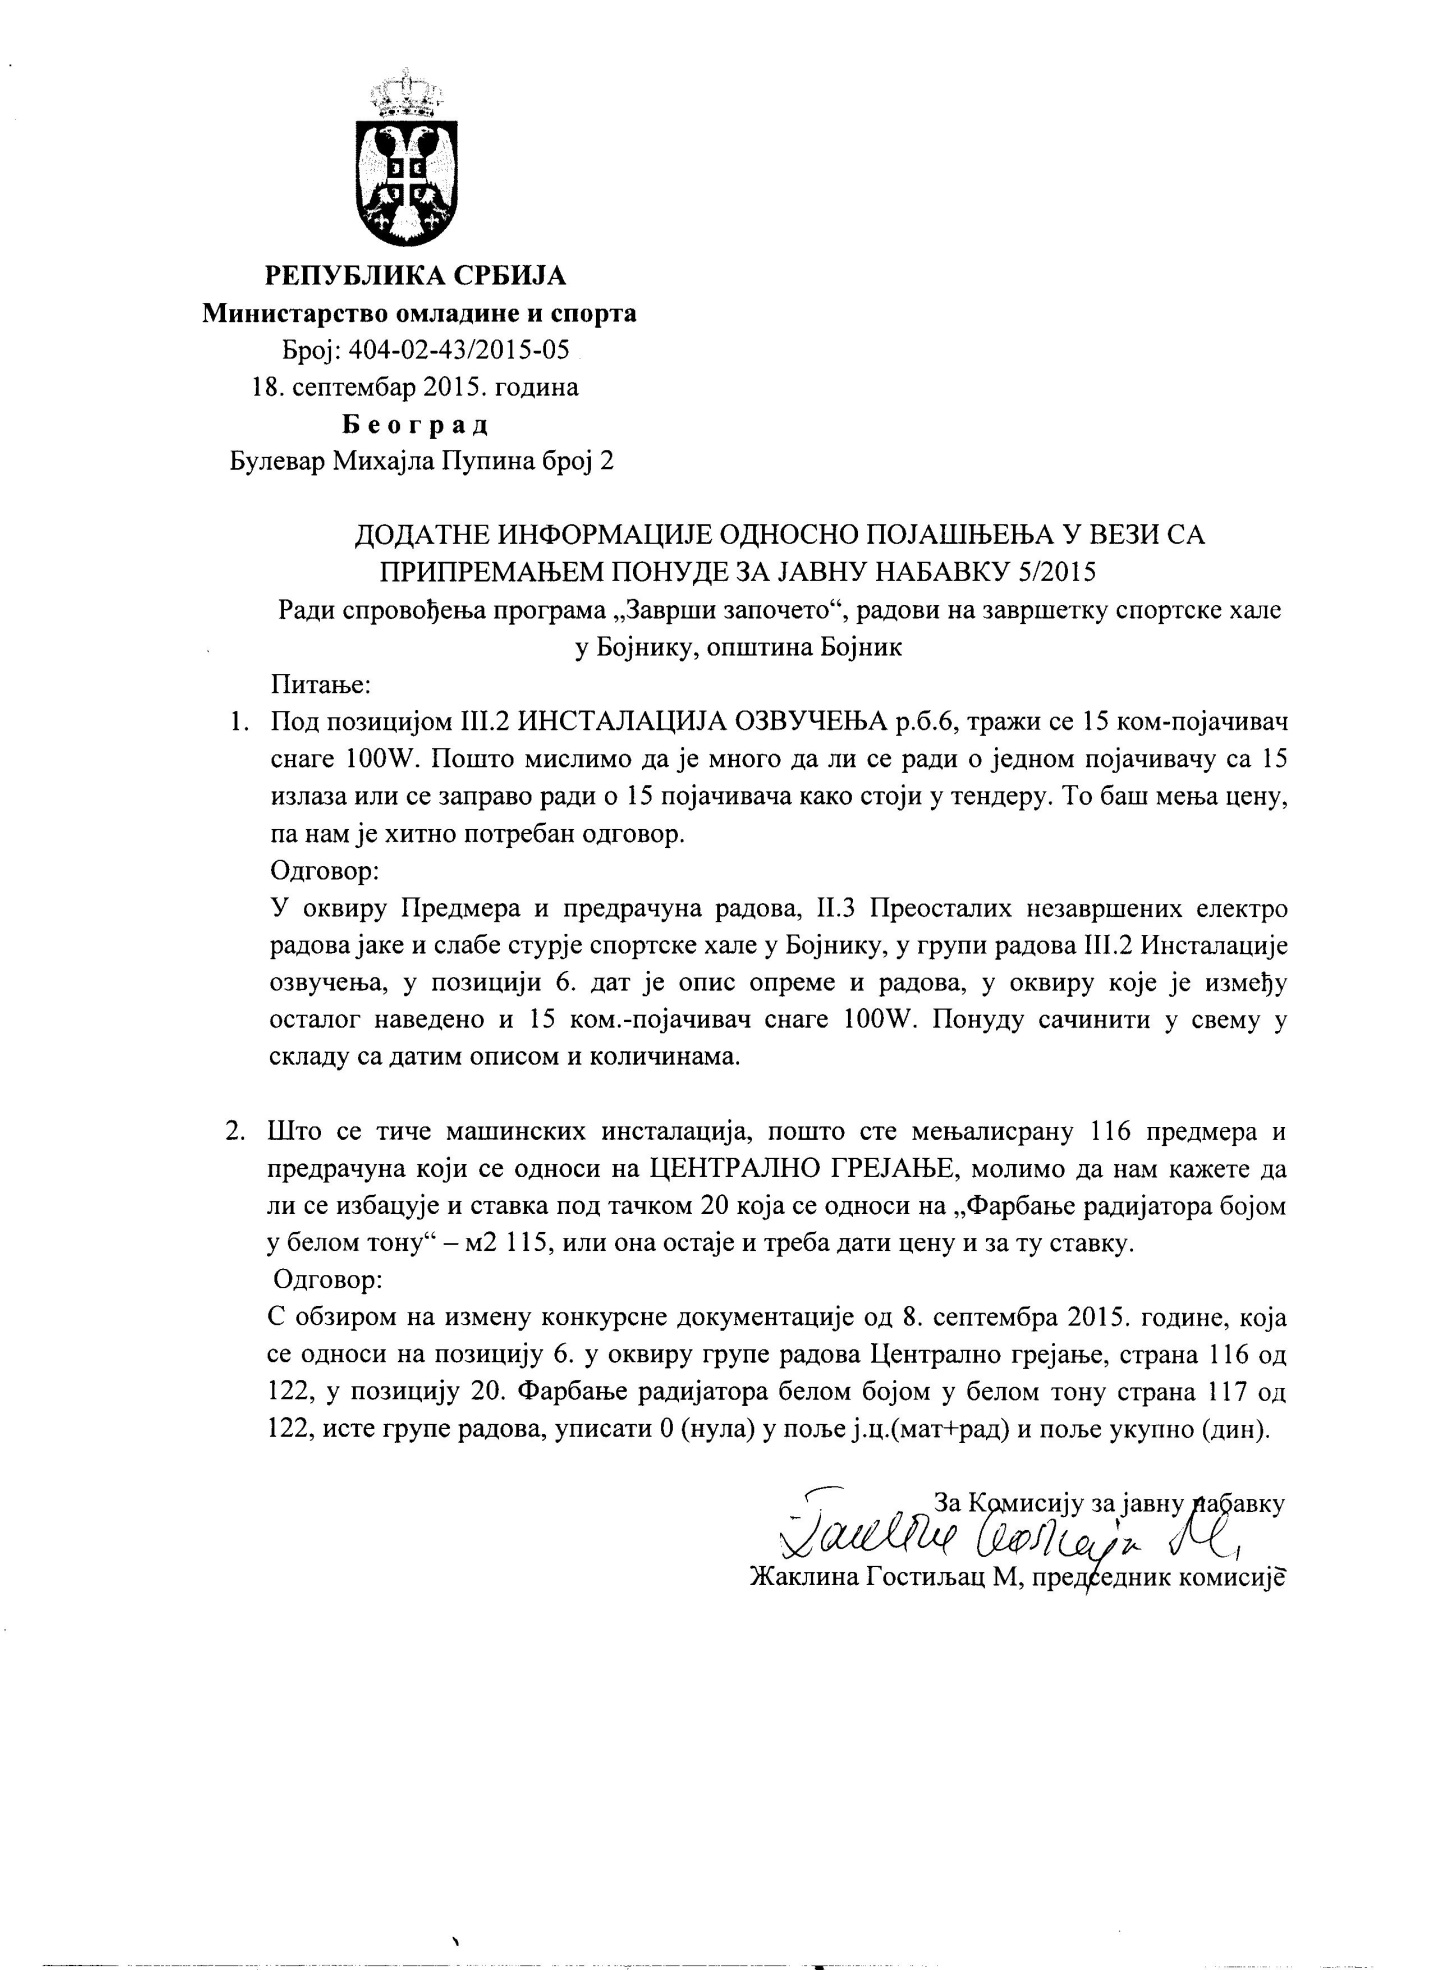 РЕПУБЛИКА СРБИЈА
Министарство омладине и спорта
Број: 404-02-43/2015-05
18. септембар 2015. година
Б е о г р а д
Булевар Михајла Пупина број 2
ДОДАТНЕ ИНФОРМАЦИЈЕ ОДНОСНО ПОЈАШЊЕЊА У ВЕЗИ СА
ПРИПРЕМАЊЕМ ПОНУДЕ ЗА ЈАВНУ НАБАВКУ 5/2015
Ради спровођења програма „Заврши започето“, радови на завршетку спортске хале
у Бојнику, општина Бојник
Питање:
1. Под позицијом III.2 ИНСТАЛАЦИЈА ОЗВУЧЕЊА р.б.6, тражи се 15 ком-појачивач
снаге 100W. Пошто мислимо да је много да ли се ради о једном појачивачу са 15
излаза или се заправо ради о 15 појачивача како стоји у тендеру. То баш мења цену,
па нам је хитно потребан одговор.
Одговор:
У оквиру Предмера и предрачуна радова, II.3 Преосталих незавршених електро
радова јаке и слабе стурје спортске хале у Бојнику, у групи радова III.2 Инсталације
озвучења, у позицији 6. дат је опис опреме и радова, у оквиру које је између
осталог наведено и 15 ком.-појачивач снаге 100W. Понуду сачинити у свему у
складу са датим описом и количинама.
2. Што се тиче машинских инсталација, пошто сте мењалисрану 116 предмера и
предрачуна који се односи на ЦЕНТРАЛНО ГРЕЈАЊЕ, молимо да нам кажете да
ли се избацује и ставка под тачком 20 која се односи на „Фарбање радијатора бојом
у белом тону“ – м2 115, или она остаје и треба дати цену и за ту ставку.
Одговор:
С обзиром на измену конкурсне документације од 8. септембра 2015. године, која
се односи на позицију 6. у оквиру групе радова Централно грејање, страна 116 од
122, у позицију 20. Фарбање радијатора белом бојом у белом тону страна 117 од
122, исте групе радова, уписати 0 (нула) у поље ј.ц.(мат+рад) и поље укупно (дин).
За Комисију за јавну набавку
Жаклина Гостиљац М, председник комисије